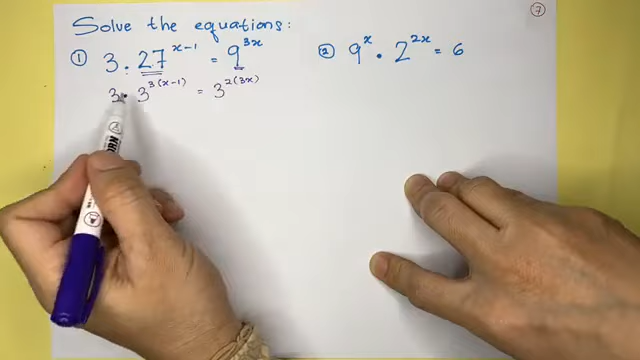 Solve the equations:
① 3 . 27^{x-1} = 9^{3x}
3 . 3^{3(x-1)} = 3^{2(3x)}
② 9^x . 2^{2x} = 6
⑦